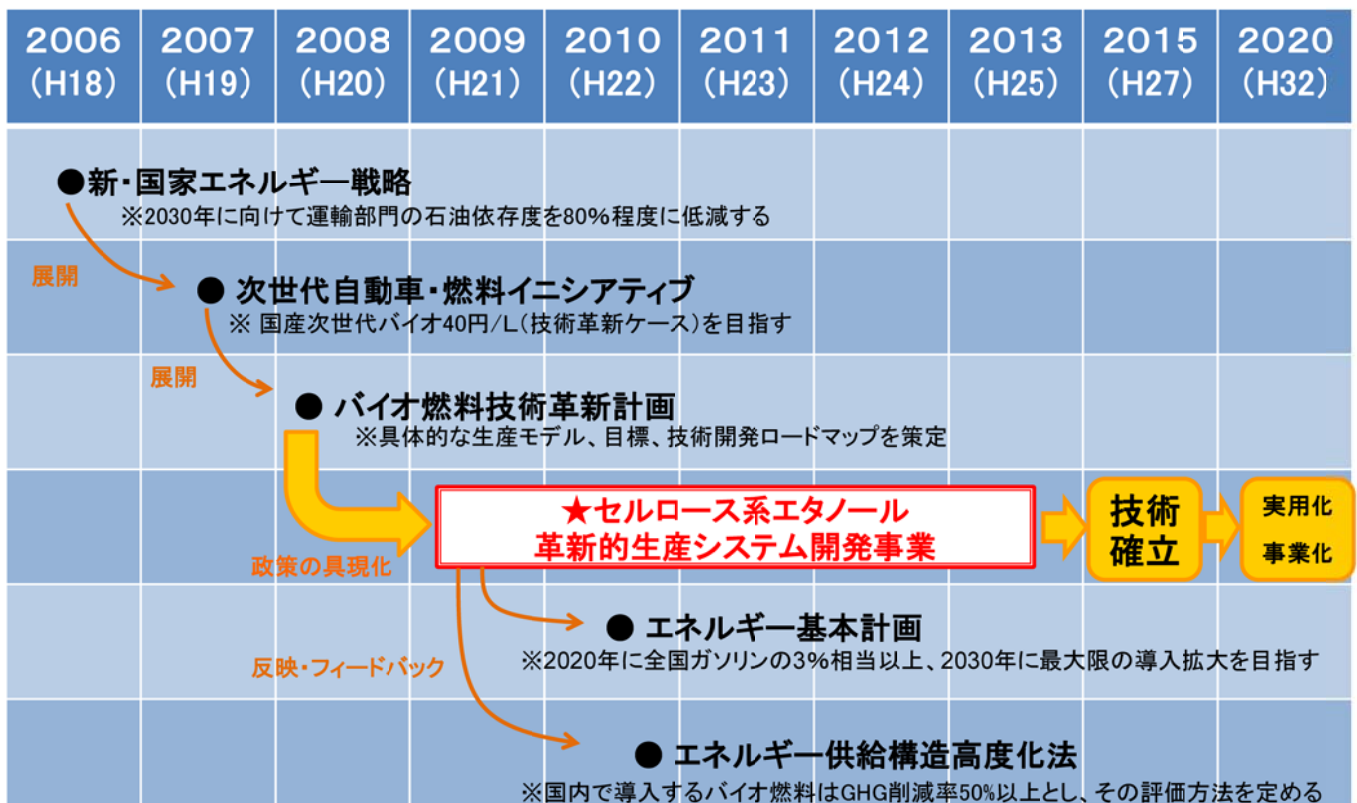 2006 2007 2008 2009 2010 2011 2012 2013 2015 2020
(H18) (H19) (H20) (H21) (H22) (H23) (H24) (H25) (H27) (H32)
●新・国家エネルギー戦略
※2030年に向けて運輸部門の石油依存度を80%程度に低減する
展開
● 次世代自動車・燃料イニシアティブ
※ 国産次世代バイオ40円/L(技術革新ケース)を目指す
展開
● バイオ燃料技術革新計画
※具体的な生産モデル、目標、技術開発ロードマップを策定
★セルロース系エタノール
革新的生産システム開発事業
技術
確立
実用化
事業化
政策の具現化
● エネルギー基本計画
※2020年に全国ガソリンの3%相当以上、2030年に最大限の導入拡大を目指す
反映・フィードバック
● エネルギー供給構造高度化法
※国内で導入するバイオ燃料はGHG削減率50%以上とし、その評価方法を定める